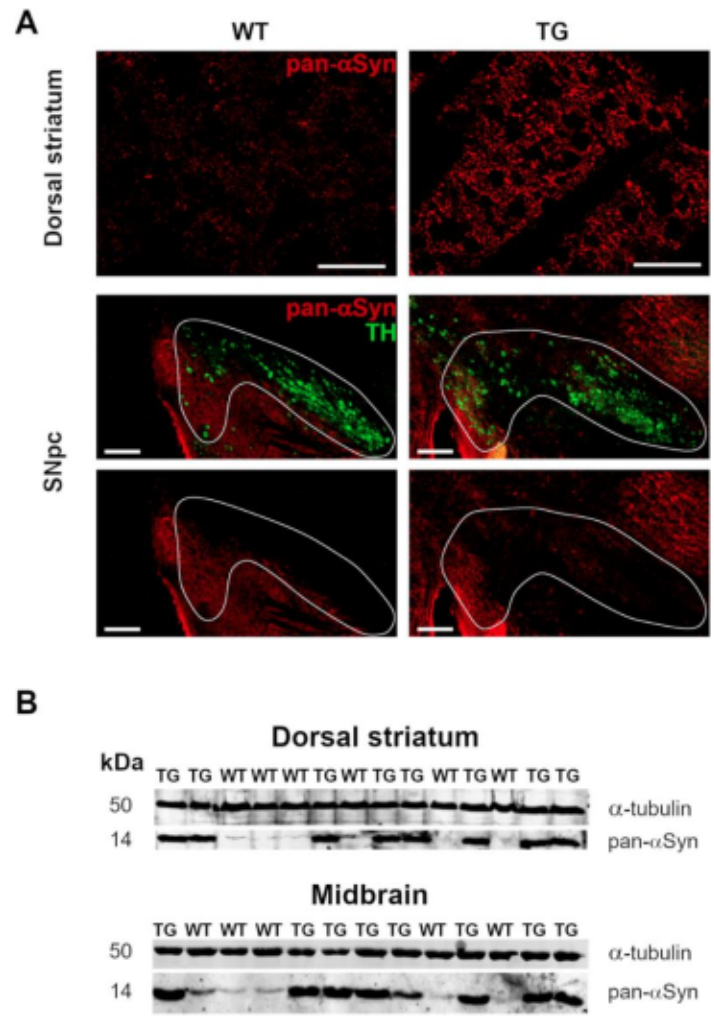 A
WT TG
Dorsal striatum
pan-αSyn
SNpc
pan-αSyn
TH
B
Dorsal striatum
kDa
TG TG WT WT WT TG WT TG TG WT TG WT TG TG
50 α-tubulin
14 pan-αSyn
Midbrain
TG WT WT WT TG TG TG TG WT TG WT TG TG
50 α-tubulin
14 pan-αSyn